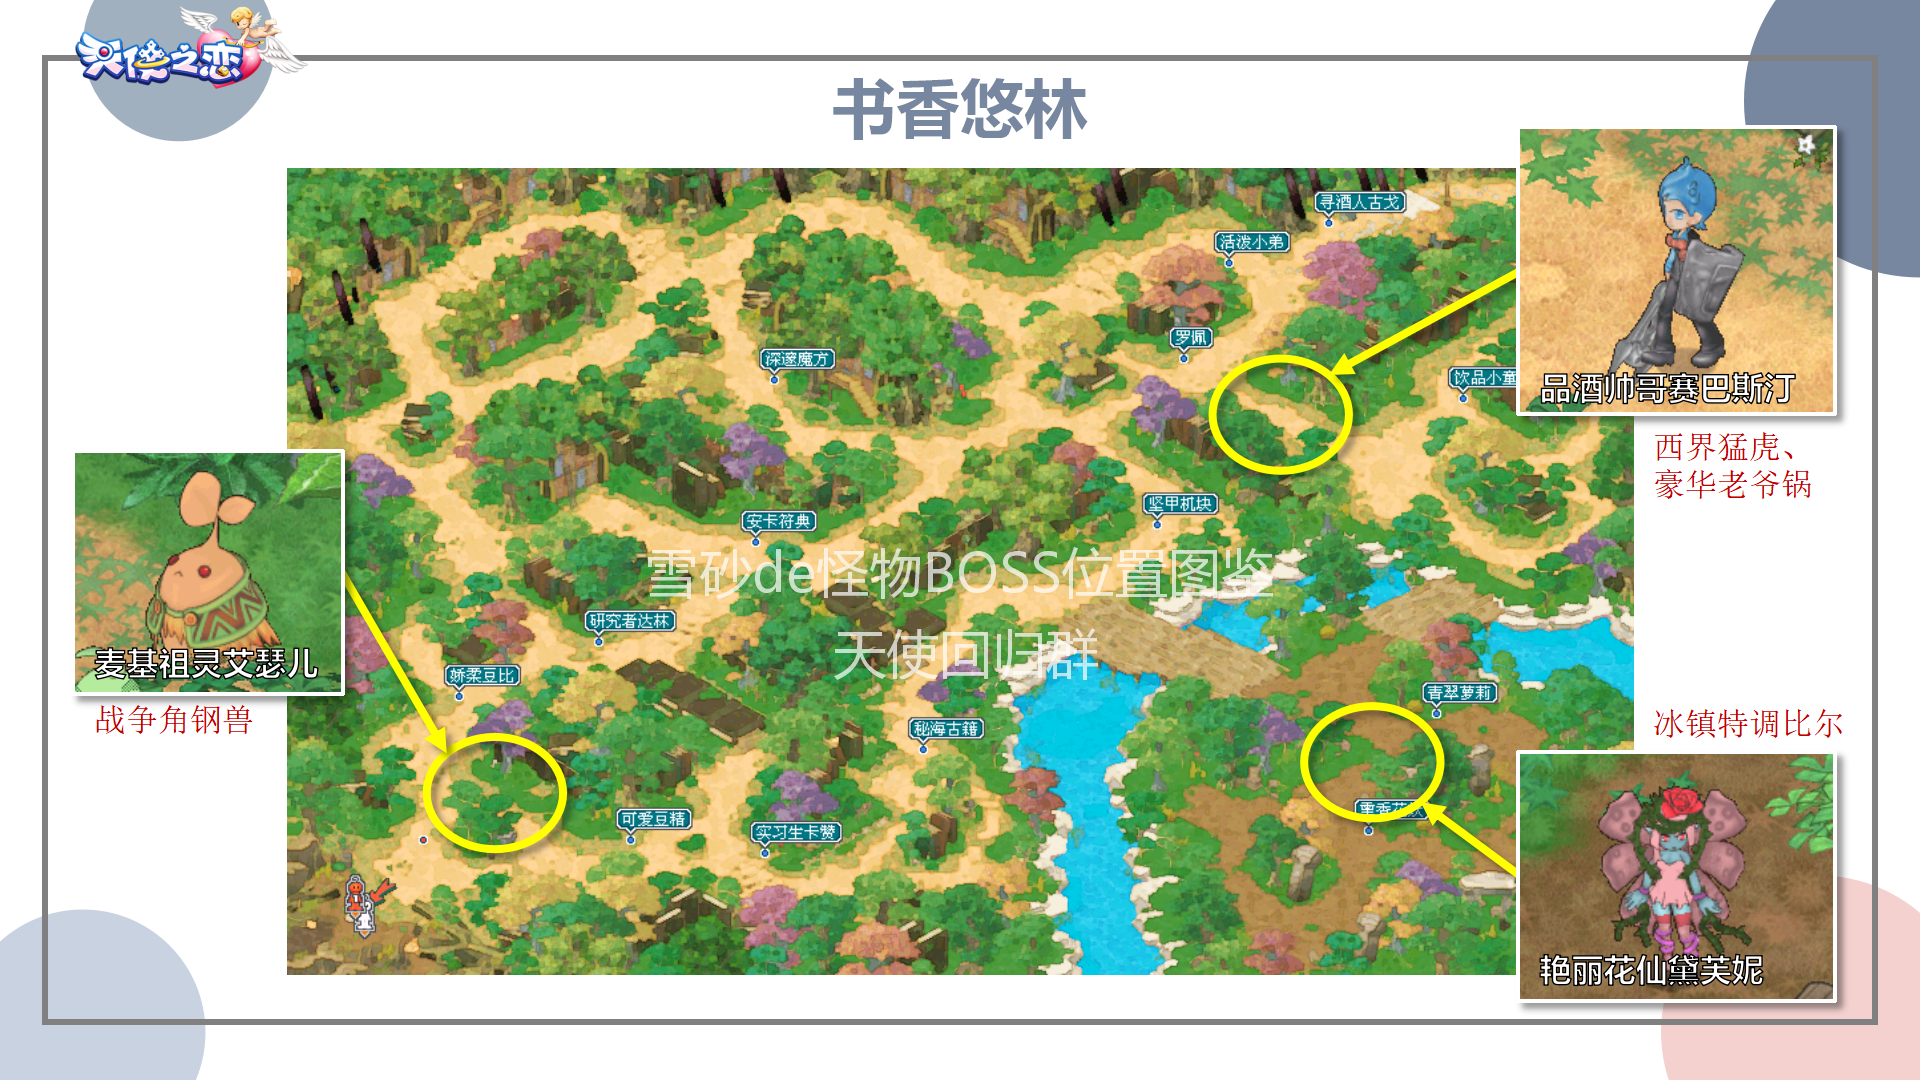 天使之恋
书香悠林
寻酒人古戈
活泼小弟
罗佩
深邃魔方
饮品小童
品酒帅哥赛巴斯汀
西界猛虎、
豪华老爷锅
坚甲机块
安卡符典
雪砂de怪物BOSS位置图鉴
天使回归群
研究者达林
娇柔豆比
麦基祖灵艾瑟儿
战争角钢兽
青翠萝莉
秘海古籍
冰镇特调比尔
可爱豆精
实习生卡赞
艳丽花仙黛芙妮